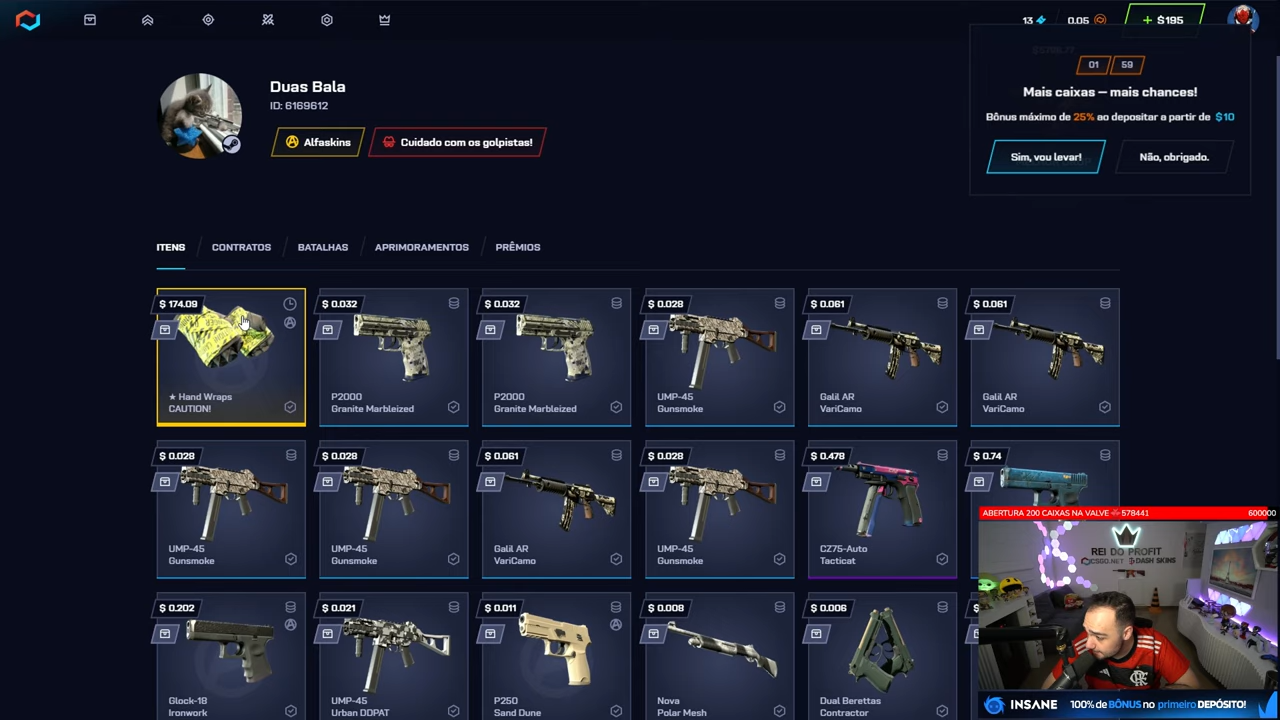 13
0.05
+ $195
01
59
Mais caixas – mais chances!
Bônus máximo de 25% ao depositar a partir de $10
Sim, vou levar!
Não, obrigado.
Duas Bala
ID: 6169612
Alfaskins
Cuidado com os golpistas!
ITENS
CONTRATOS
BATALHAS
APRIMORAMENTOS
PRÊMIOS
$ 174.09
★ Hand Wraps
CAUTION!
$ 0.032
P2000
Granite Marbleized
$ 0.032
P2000
Granite Marbleized
$ 0.028
UMP-45
Gunsmoke
$ 0.061
Galil AR
VariCamo
$ 0.061
Galil AR
VariCamo
$ 0.028
UMP-45
Gunsmoke
$ 0.028
UMP-45
Gunsmoke
$ 0.061
Galil AR
VariCamo
$ 0.028
UMP-45
Gunsmoke
$ 0.478
CZ75-Auto
Tacticat
$ 0.74
$ 0.202
Glock-18
Ironwork
$ 0.021
UMP-45
Urban DDPAT
$ 0.011
P250
Sand Dune
$ 0.008
Nova
Polar Mesh
$ 0.006
Dual Berettas
Contractor
ABERTURA 200 CAIXAS NA VALVE 578441
600000
REI DO PROFIT
CSGO.NET DASH SKINS
INSANE
100% de BÔNUS no primeiro DEPÓSITO!